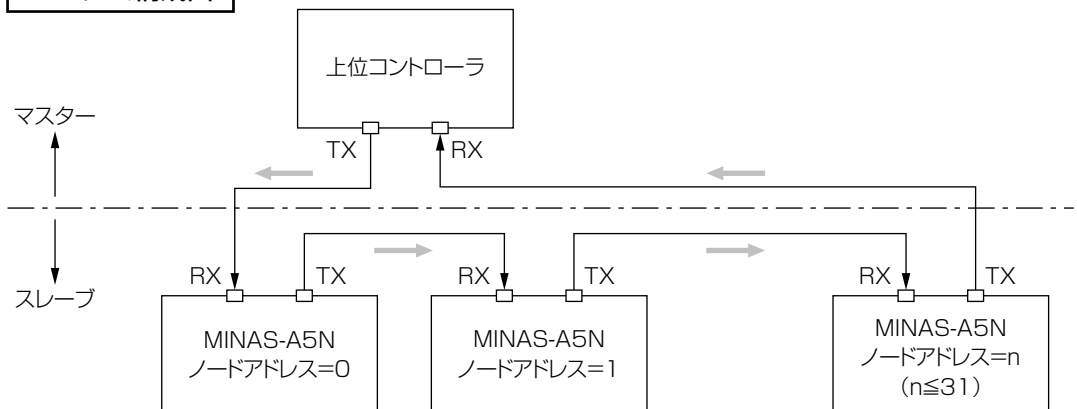 上位コントローラ
マスター
TX
RX
RX
TX
RX
TX
RX
TX
スレーブ
MINAS-A5N
ノードアドレス=0
MINAS-A5N
ノードアドレス=1
MINAS-A5N
ノードアドレス=n
(n≦31)